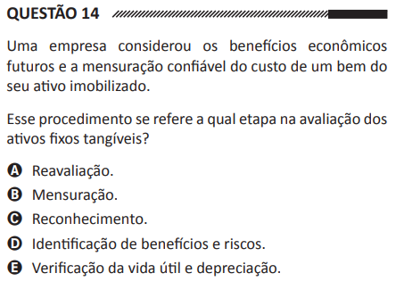 QUESTÃO 14
Uma empresa considerou os benefícios econômicos
futuros e a mensuração confiável do custo de um bem do
seu ativo imobilizado.
Esse procedimento se refere a qual etapa na avaliação dos
ativos fixos tangíveis?
A Reavaliação.
B Mensuração.
C Reconhecimento.
D Identificação de benefícios e riscos.
E Verificação da vida útil e depreciação.